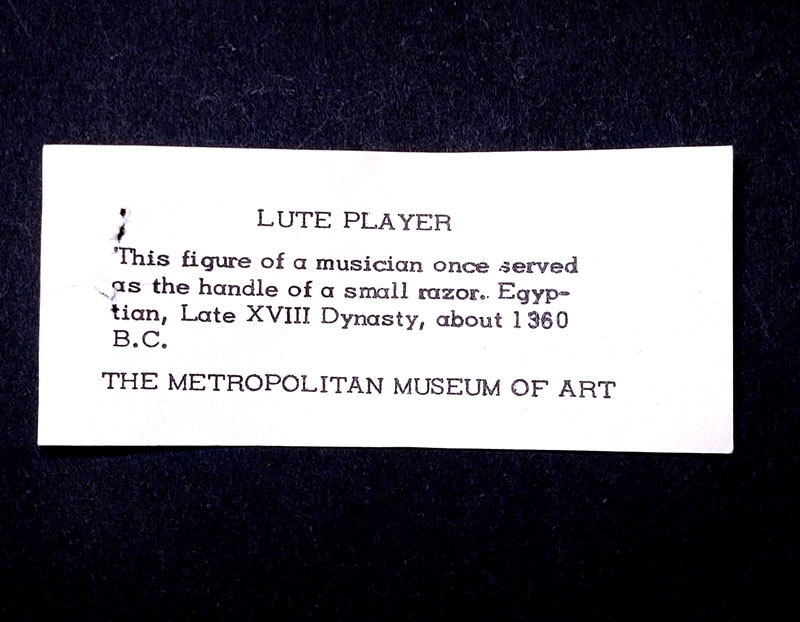 LUTE PLAYER
This figure of a musician once served
as the handle of a small razor. Egyp-
tian, Late XVIII Dynasty, about 1360
B.C.
THE METROPOLITAN MUSEUM OF ART